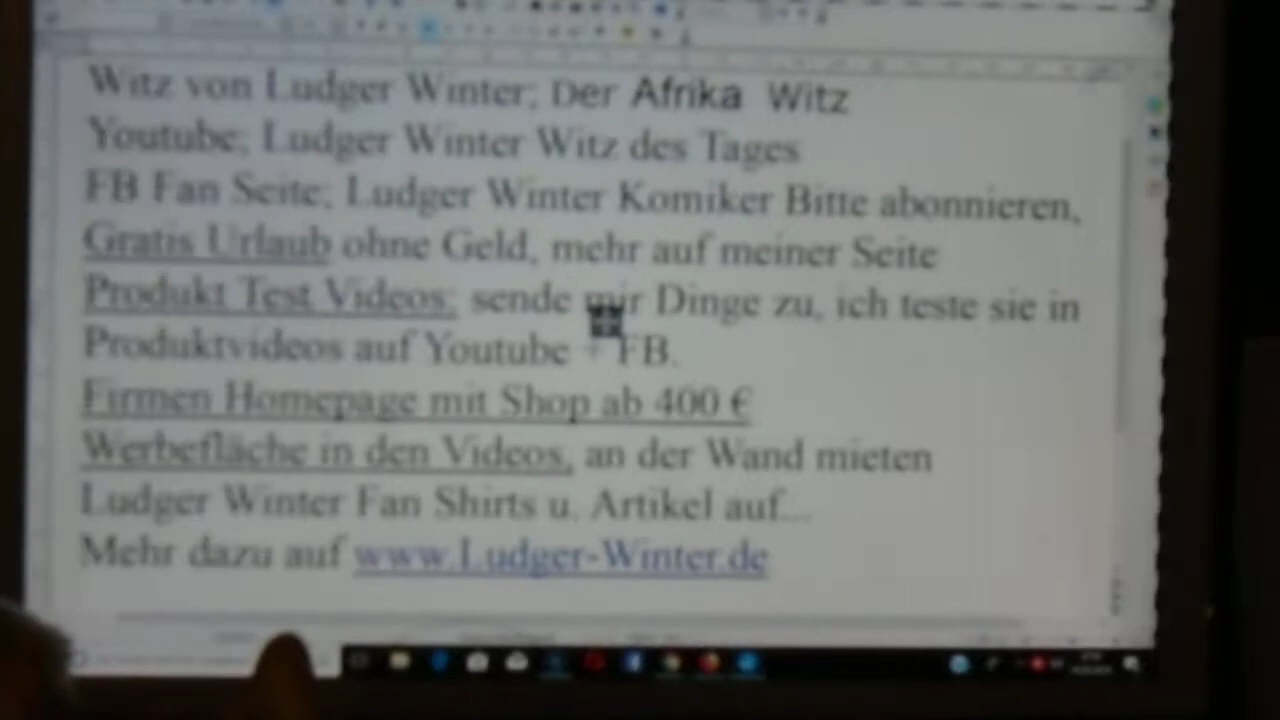 Witz von Ludger Winter; Der Afrika Witz
Youtube; Ludger Winter Witz des Tages
FB Fan Seite; Ludger Winter Komiker Bitte abonnieren,
Gratis Urlaub ohne Geld, mehr auf meiner Seite
Produkt Test Videos; sende mir Dinge zu, ich teste sie in
Produktvideos auf Youtube + FB.
Firmen Homepage mit Shop ab 400 €
Werbefläche in den Videos, an der Wand mieten
Ludger Winter Fan Shirts u. Artikel auf...
Mehr dazu auf www.Ludger-Winter.de